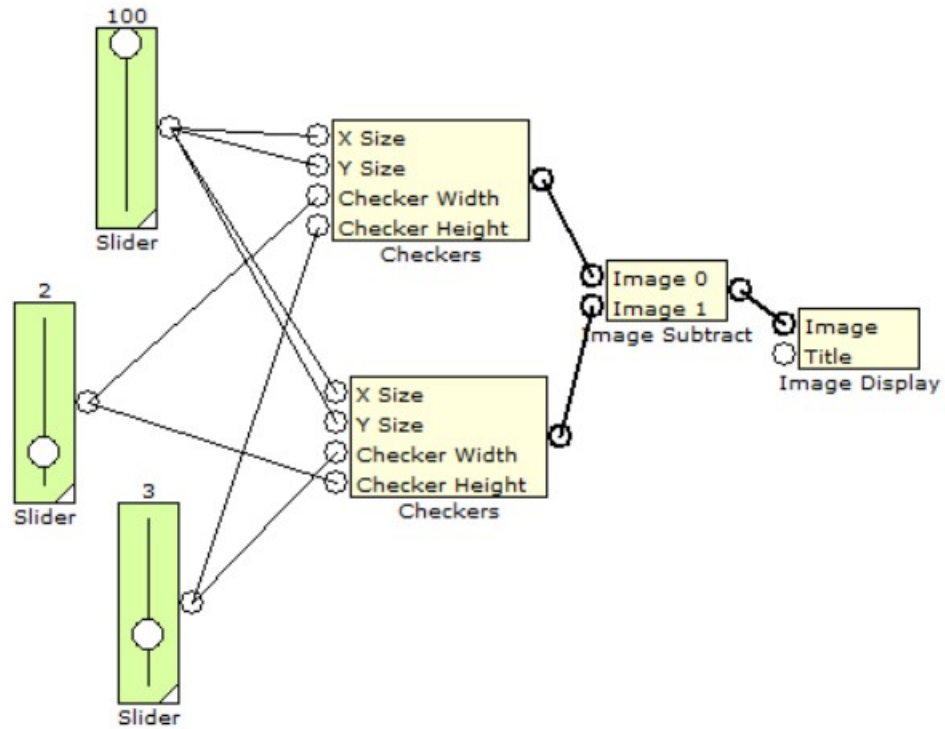 100
Slider
X Size
Y Size
Checker Width
Checker Height
Checkers
2
Slider
Image 0
Image 1
Image Subtract
Image
Title
Image Display
X Size
Y Size
Checker Width
Checker Height
Checkers
3
Slider